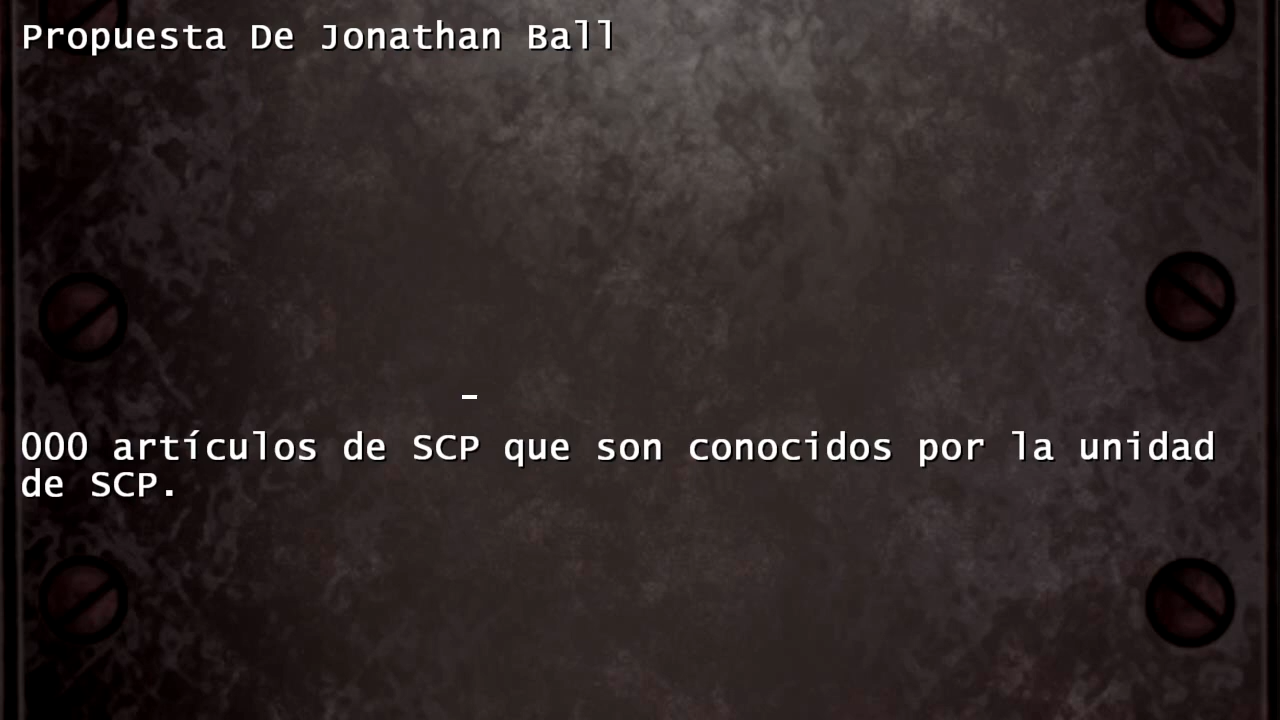 Propuesta De Jonathan Ball
-
000 artículos de SCP que son conocidos por la unidad
de SCP.